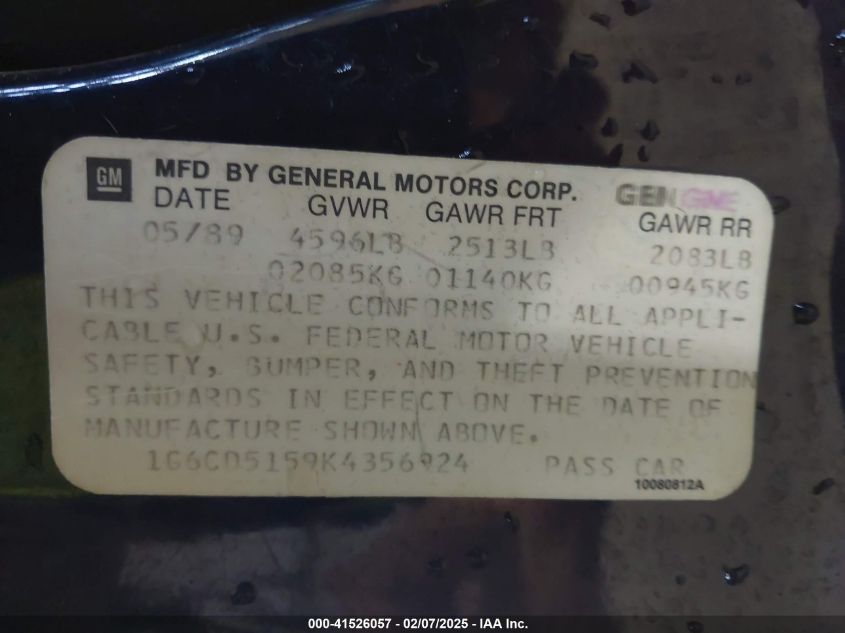 GM MFD BY GENERAL MOTORS CORP. GEN GME
DATE GVWR GAWR FRT GAWR RR
05/89 4596LB 2513LB 2083LB
02085KG 01140KG 00945KG
THIS VEHICLE CONFORMS TO ALL APPLI-
CABLE U.S. FEDERAL MOTOR VEHICLE
SAFETY, BUMPER, AND THEFT PREVENTION
STANDARDS IN EFFECT ON THE DATE OF
MANUFACTURE SHOWN ABOVE.
1G6CD5159K4356924 PASS CAR
10080812A
000-41526057 - 02/07/2025 - IAA Inc.